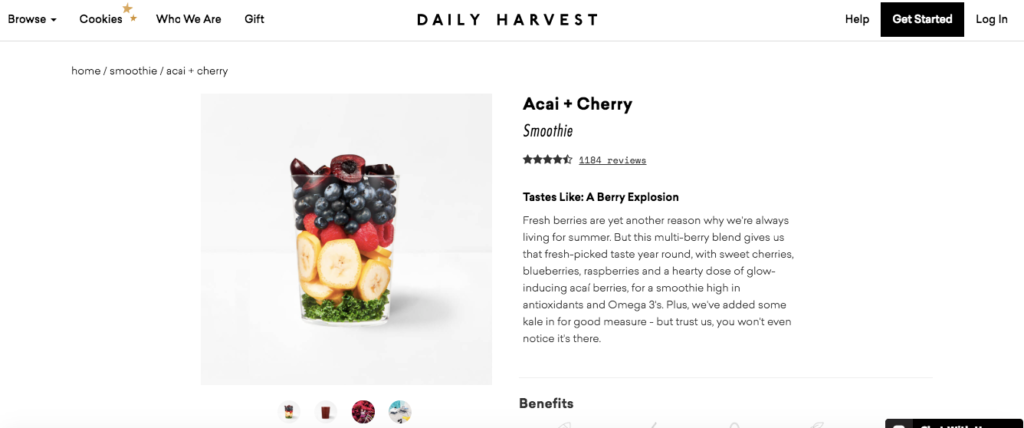 Browse
Cookies
Who We Are
Gift
DAILY HARVEST
Help
Get Started
Log In
home / smoothie / acai + cherry
Acai + Cherry
Smoothie
1184 reviews
Tastes Like: A Berry Explosion
Fresh berries are yet another reason why we're always
living for summer. But this multi-berry blend gives us
that fresh-picked taste year round, with sweet cherries,
blueberries, raspberries and a hearty dose of glow-
inducing acaí berries, for a smoothie high in
antioxidants and Omega 3's. Plus, we've added some
kale in for good measure - but trust us, you won't even
notice it's there.
Benefits